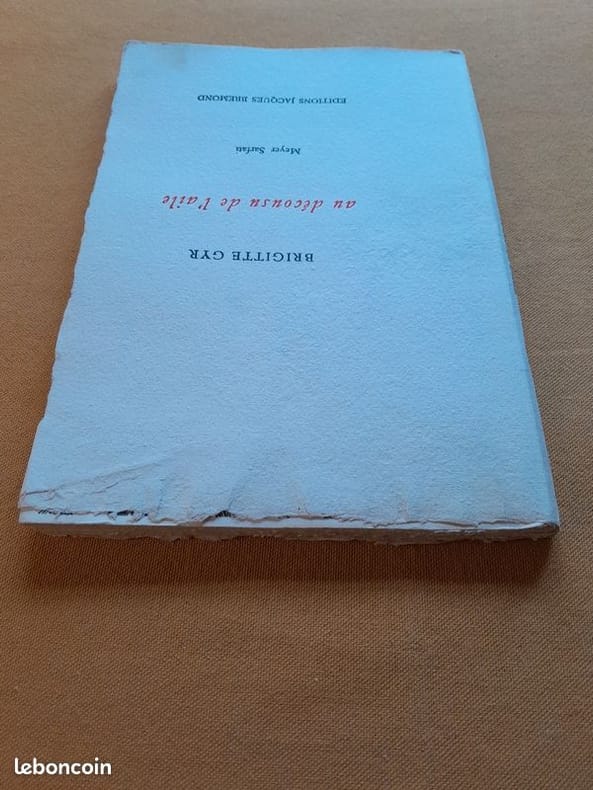 BRIGITTE GYR
au décousu de l'aile
Meyer Sarfati
EDITIONS JACQUES BREMOND
leboncoin